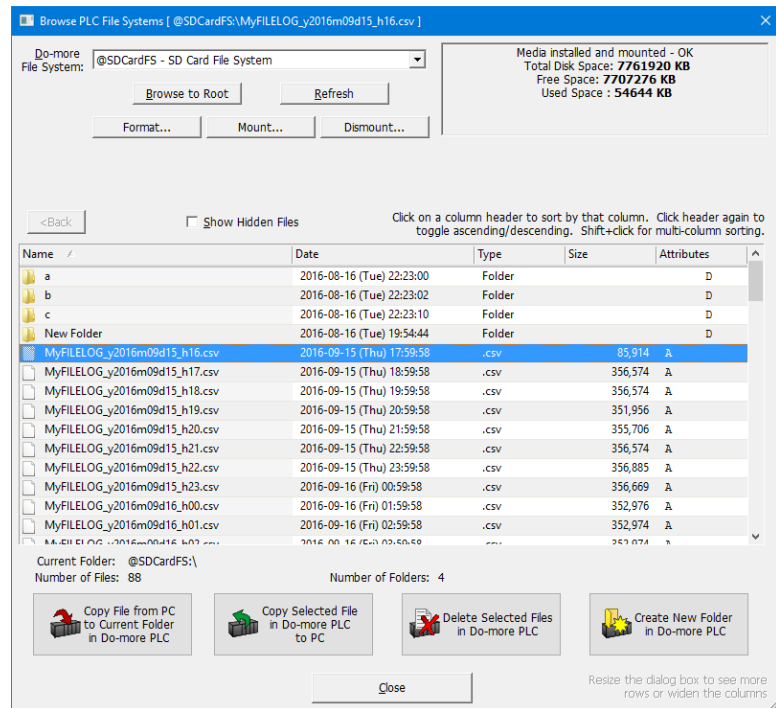 Browse PLC File Systems [ @SDCardFS:\MyFILELOG_y2016m09d15_h16.csv ]
Do-more
File System:
@SDCardFS - SD Card File System
Browse to Root
Refresh
Format...
Mount...
Dismount...
Media installed and mounted - OK
Total Disk Space: 7761920 KB
Free Space: 7707276 KB
Used Space : 54644 KB
<Back
Show Hidden Files
Click on a column header to sort by that column. Click header again to
toggle ascending/descending. Shift+click for multi-column sorting.
Name Date Type Size Attributes
a 2016-08-16 (Tue) 22:23:00 Folder D
b 2016-08-16 (Tue) 22:23:02 Folder D
c 2016-08-16 (Tue) 22:23:10 Folder D
New Folder 2016-08-16 (Tue) 19:54:44 Folder D
MyFILELOG_y2016m09d15_h16.csv 2016-09-15 (Thu) 17:59:58 .csv 85,914 A
MyFILELOG_y2016m09d15_h17.csv 2016-09-15 (Thu) 18:59:58 .csv 356,574 A
MyFILELOG_y2016m09d15_h18.csv 2016-09-15 (Thu) 19:59:58 .csv 356,574 A
MyFILELOG_y2016m09d15_h19.csv 2016-09-15 (Thu) 20:59:58 .csv 351,956 A
MyFILELOG_y2016m09d15_h20.csv 2016-09-15 (Thu) 21:59:58 .csv 355,706 A
MyFILELOG_y2016m09d15_h21.csv 2016-09-15 (Thu) 22:59:58 .csv 356,574 A
MyFILELOG_y2016m09d15_h22.csv 2016-09-15 (Thu) 23:59:58 .csv 356,885 A
MyFILELOG_y2016m09d15_h23.csv 2016-09-16 (Fri) 00:59:58 .csv 356,669 A
MyFILELOG_y2016m09d16_h00.csv 2016-09-16 (Fri) 01:59:58 .csv 352,976 A
MyFILELOG_y2016m09d16_h01.csv 2016-09-16 (Fri) 02:59:58 .csv 352,974 A
MyFILELOG_y2016m09d16_h02.csv 2016-09-16 (Fri) 03:59:58 .csv 352,974 A
Current Folder: @SDCardFS:\
Number of Files: 88
Number of Folders: 4
Copy File from PC
to Current Folder
in Do-more PLC
Copy Selected File
in Do-more PLC
to PC
Delete Selected Files
in Do-more PLC
Create New Folder
in Do-more PLC
Close
Resize the dialog box to see more
rows or widen the columns